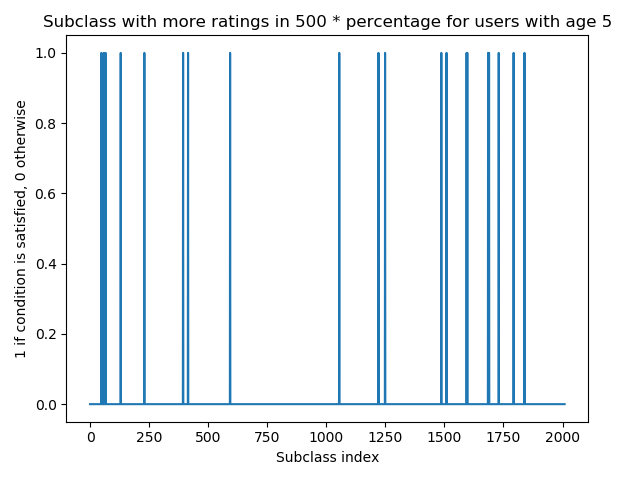 Subclass with more ratings in 500 * percentage for users with age 5
1 if condition is satisfied, 0 otherwise
1.0
0.8
0.6
0.4
0.2
0.0
0 250 500 750 1000 1250 1500 1750 2000
Subclass index